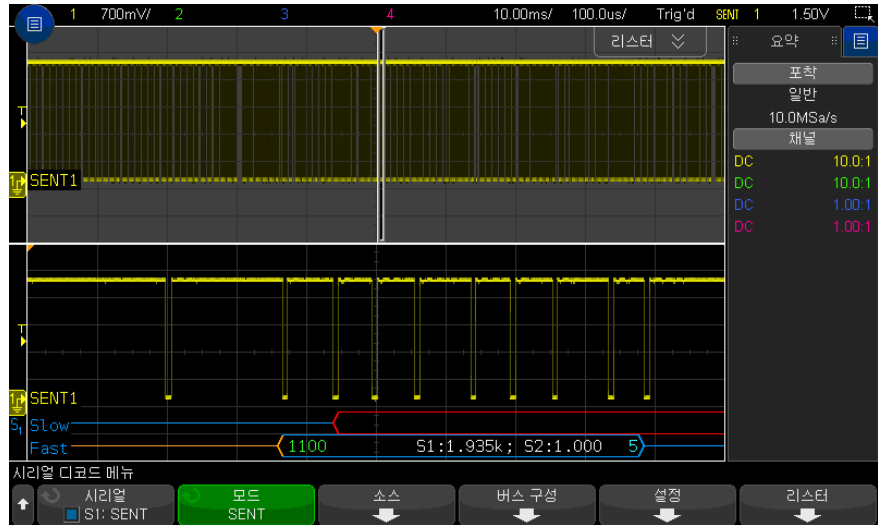 1 700mV/ 2 3 4 10.00ms/ 100.0us/ Trig'd SENT 1 1.50V
리스터
요약
포착
일반
10.0MSa/s
채널
DC 10.0:1
DC 10.0:1
DC 1.00:1
DC 1.00:1
T
1 SENT1
T
1 SENT1
S1 Slow
Fast 1100 S1:1.935k; S2:1.000 5
시리얼 디코드 메뉴
시리얼 모드 소스 버스 구성 설정 리스터
S1: SENT SENT